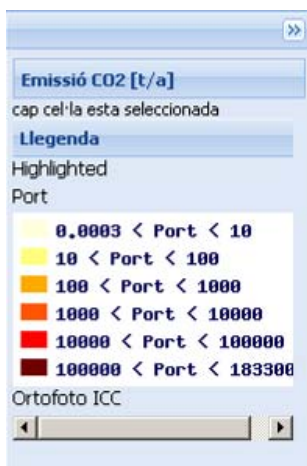 Emissió CO2 [t/a]
cap cel·la esta seleccionada
Llegenda
Highlighted
Port
0.0003 < Port < 10
10 < Port < 100
100 < Port < 1000
1000 < Port < 10000
10000 < Port < 100000
100000 < Port < 183300
Ortofoto ICC